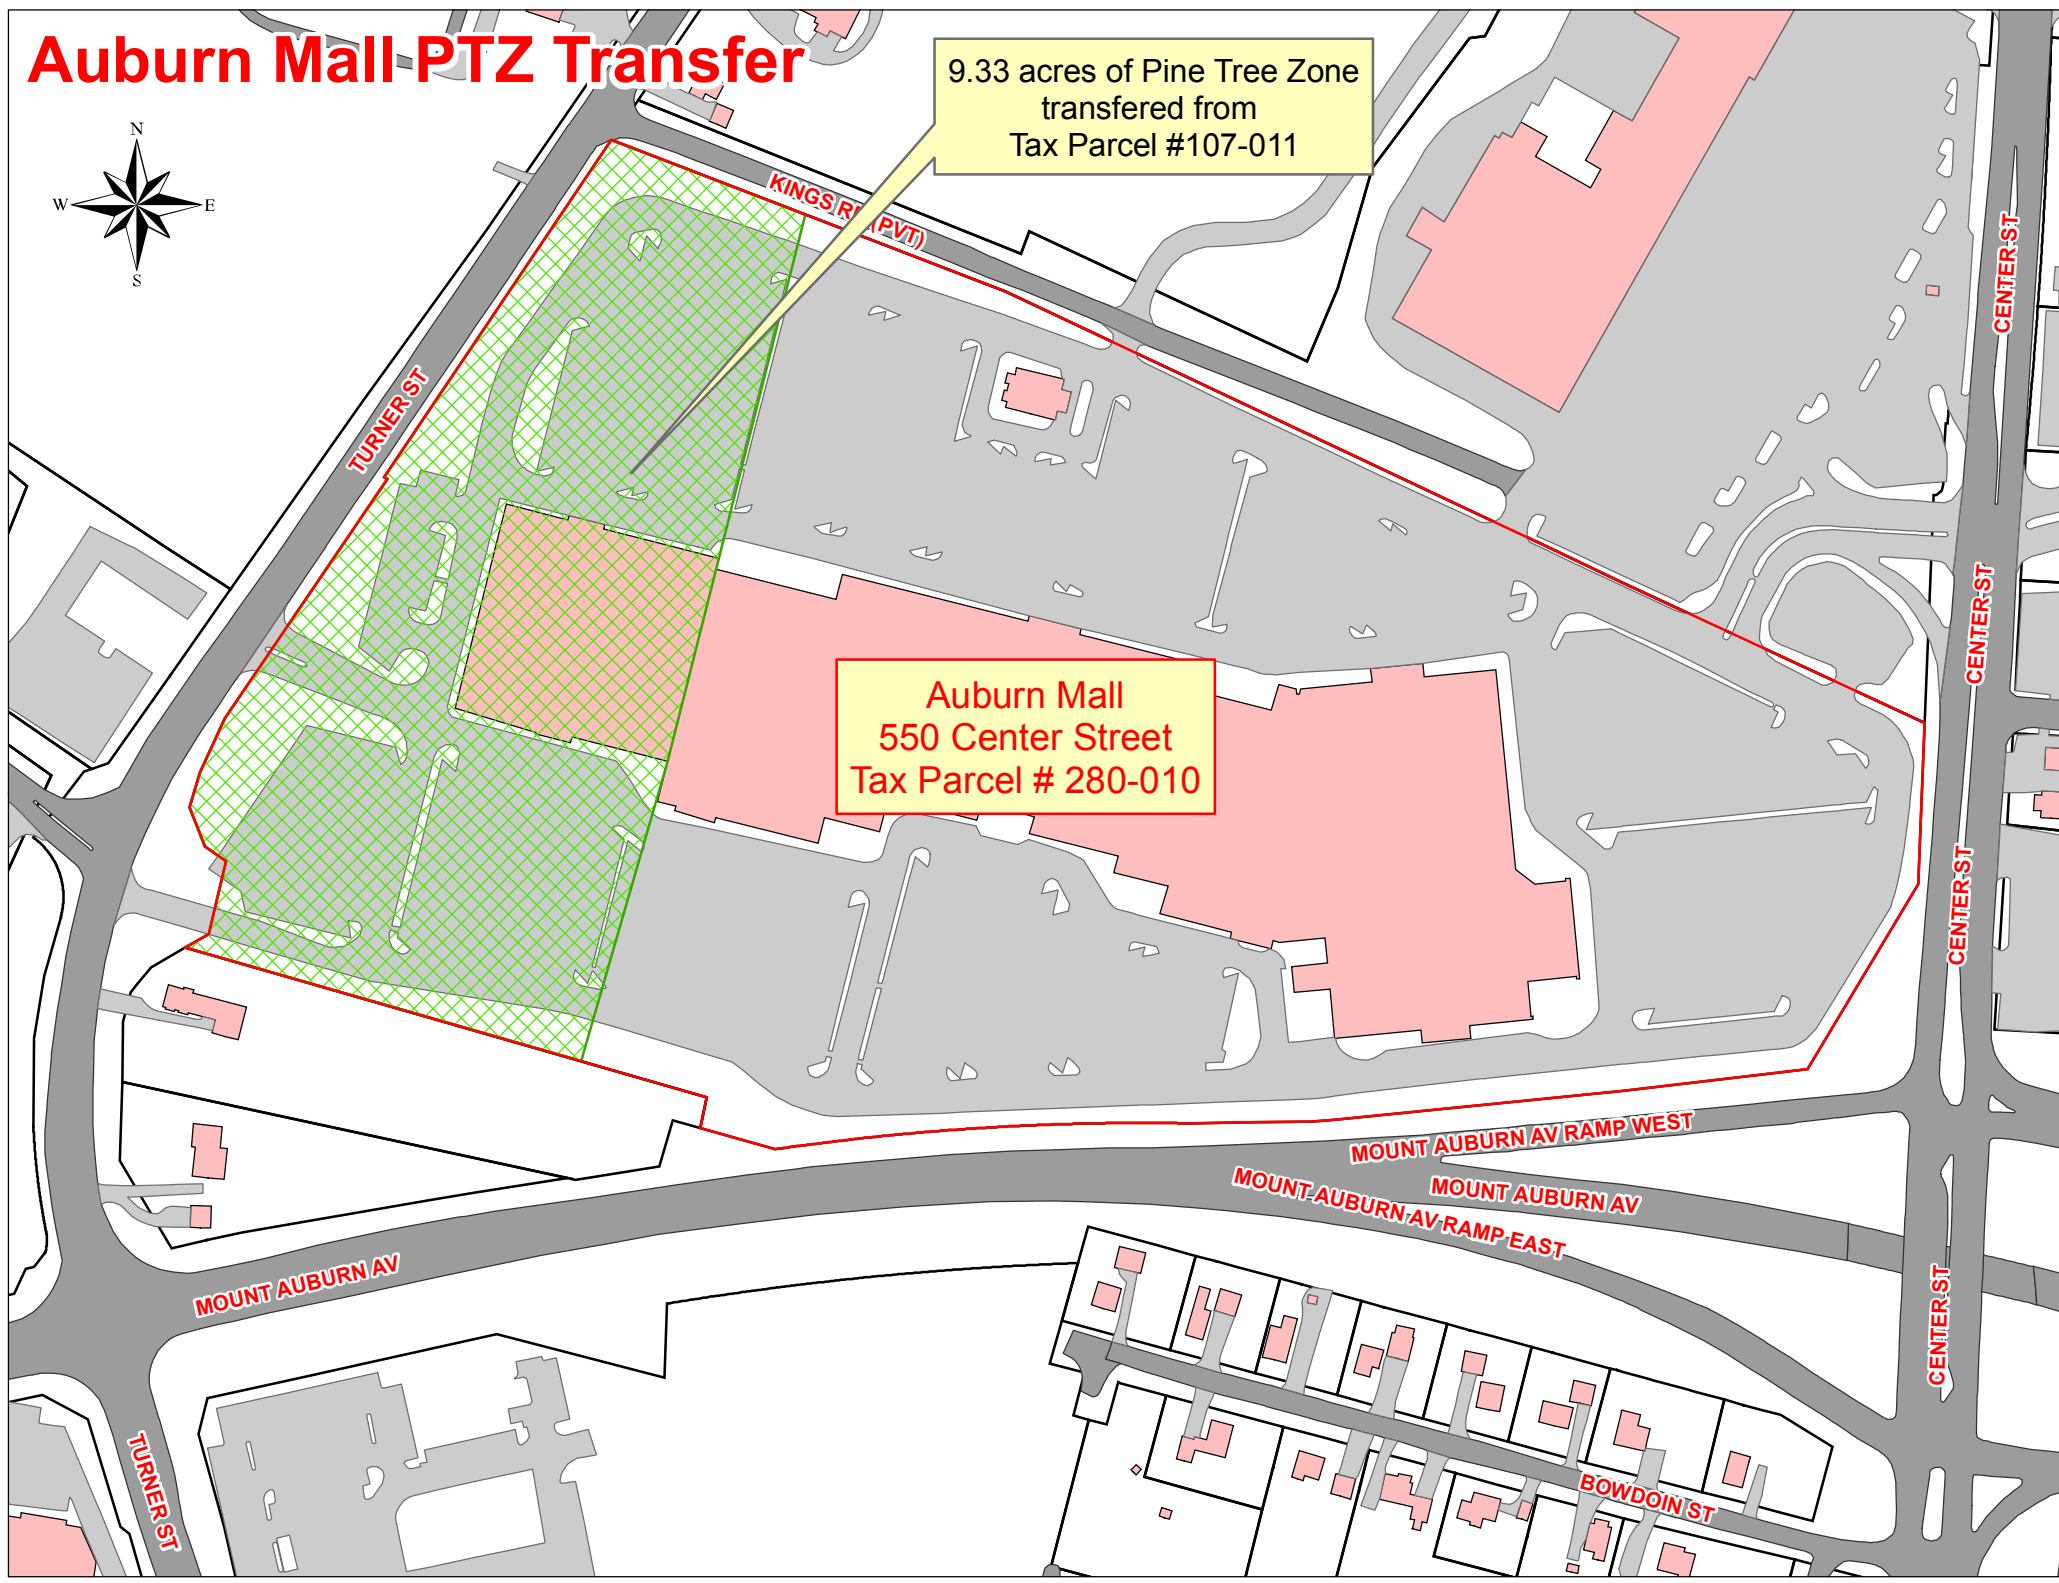 Auburn Mall PTZ Transfer
9.33 acres of Pine Tree Zone
transfered from
Tax Parcel #107-011
N
W
E
S
KINGS R (PVT)
TURNER ST
CENTER ST
CENTER ST
Auburn Mall
550 Center Street
Tax Parcel # 280-010
CENTER ST
MOUNT AUBURN AV RAMP WEST
MOUNT AUBURN AV
MOUNT AUBURN AV RAMP EAST
MOUNT AUBURN AV
CENTER ST
TURNER ST
BOWDOIN ST